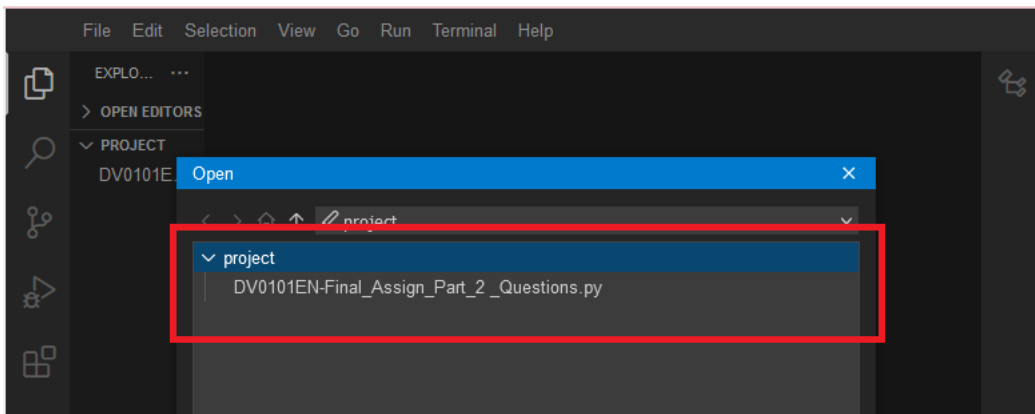 File Edit Selection View Go Run Terminal Help
EXPLO... ···
OPEN EDITORS
PROJECT
DV0101E
Open
project
project
DV0101EN-Final_Assign_Part_2 _Questions.py